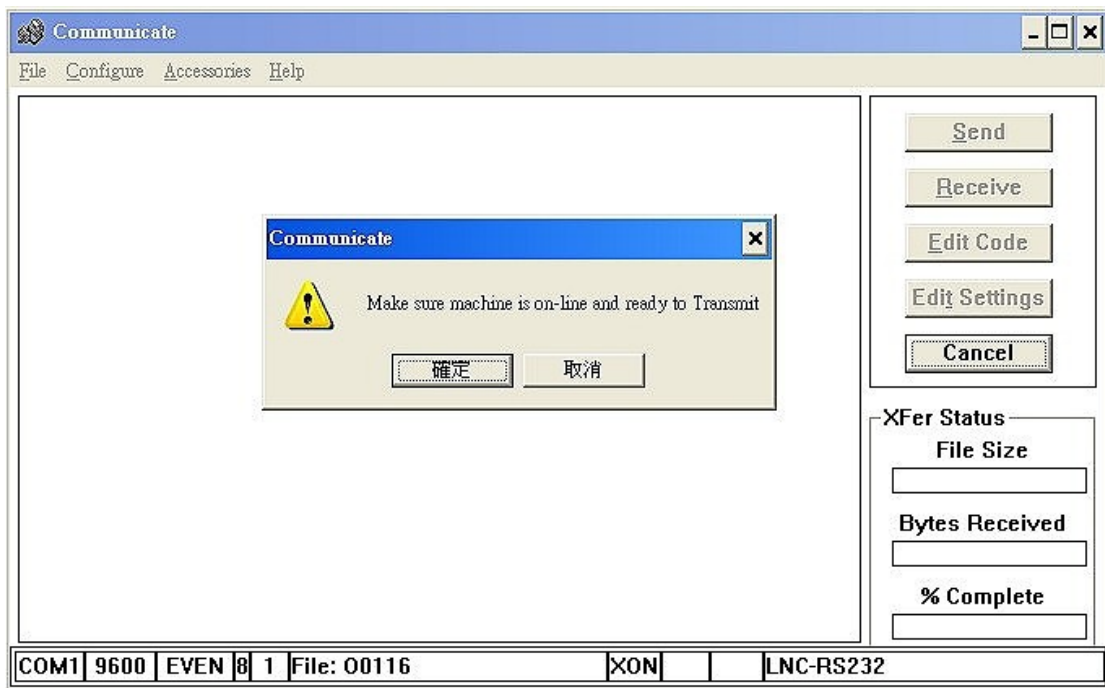 Communicate
File Configure Accessories Help
Send
Receive
Edit Code
Edit Settings
Cancel
Communicate
Make sure machine is on-line and ready to Transmit
確定 取消
XFer Status
File Size
Bytes Received
% Complete
COM1 9600 EVEN 8 1 File: O0116 XON LNC-RS232